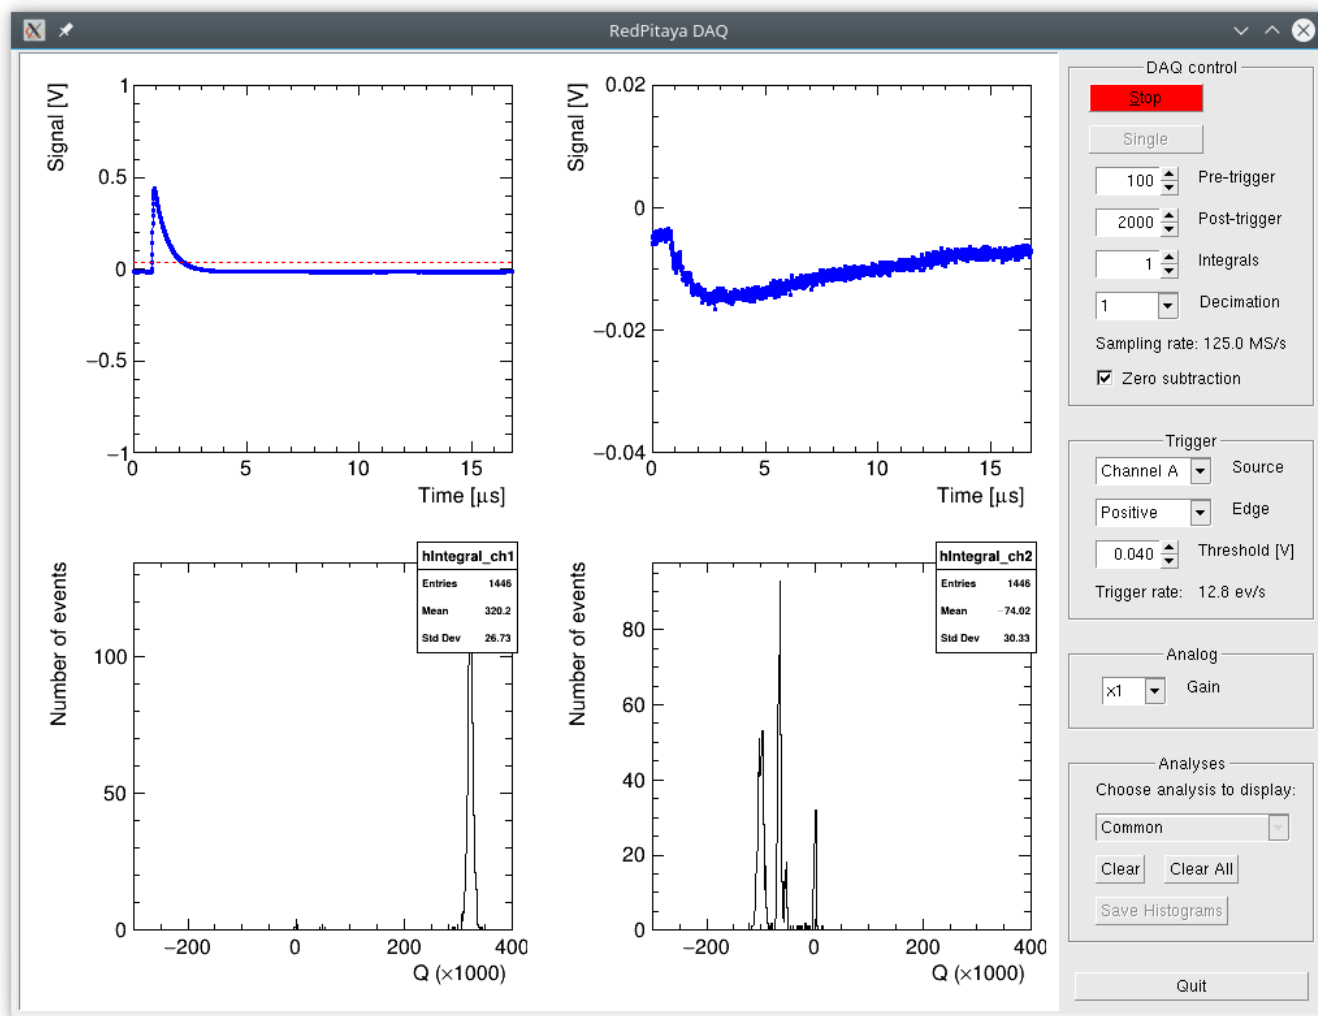 RedPitaya DAQ
Signal [V]
1
0.5
0
−0.5
−1
0 5 10 15
Time [μs]
Signal [V]
0.02
0
−0.02
−0.04
0 5 10 15
Time [μs]
Number of events
100
50
0
−200 0 200 400
Q (×1000)
hIntegral_ch1
Entries 1446
Mean 320.2
Std Dev 26.73
Number of events
80
60
40
20
0
−200 0 200 400
Q (×1000)
hIntegral_ch2
Entries 1446
Mean −74.02
Std Dev 30.33
DAQ control
Stop
Single
100 Pre-trigger
2000 Post-trigger
1 Integrals
1 Decimation
Sampling rate: 125.0 MS/s
Zero subtraction
Trigger
Channel A Source
Positive Edge
0.040 Threshold [V]
Trigger rate: 12.8 ev/s
Analog
x1 Gain
Analyses
Choose analysis to display:
Common
Clear Clear All
Save Histograms
Quit